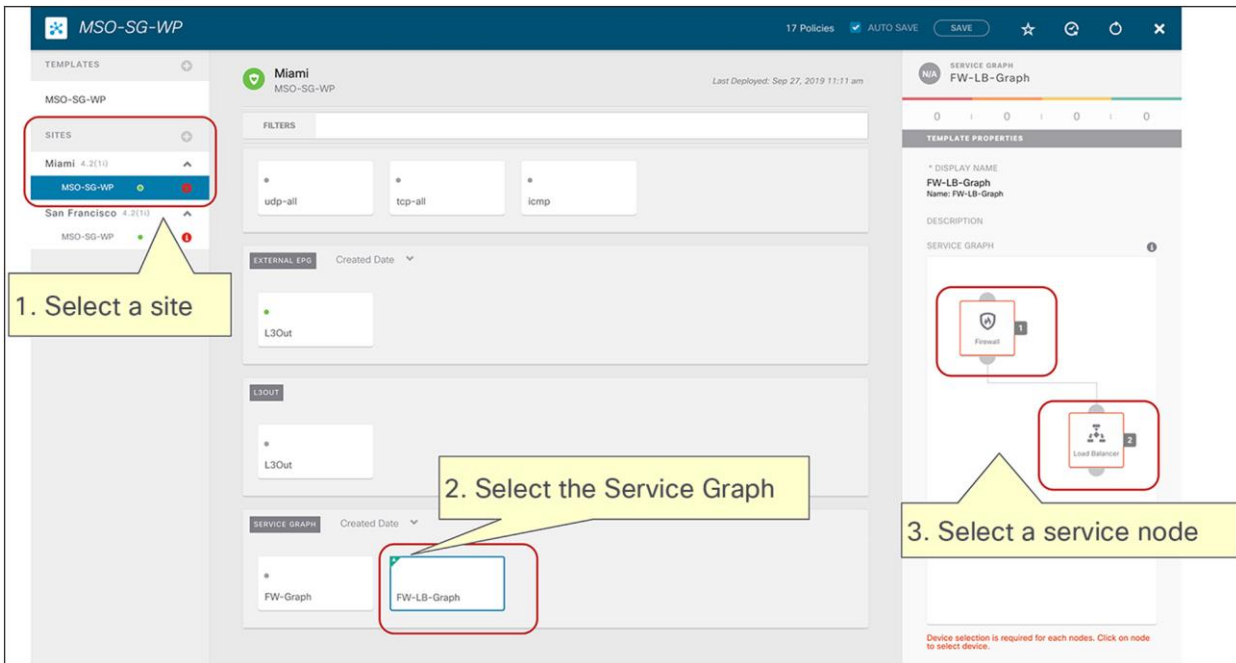 MSO-SG-WP
17 Policies
AUTO SAVE
SAVE
TEMPLATES
MSO-SG-WP
SITES
Miami 4.2(1i)
MSO-SG-WP
San Francisco 4.2(1i)
MSO-SG-WP
1. Select a site
Miami
MSO-SG-WP
Last Deployed: Sep 27, 2019 11:11 am
FILTERS
udp-all
tcp-all
icmp
EXTERNAL EPG
Created Date
L3Out
L3OUT
L3Out
2. Select the Service Graph
SERVICE GRAPH
Created Date
FW-Graph
FW-LB-Graph
N/A
SERVICE GRAPH
FW-LB-Graph
0 0 0 0
TEMPLATE PROPERTIES
* DISPLAY NAME
FW-LB-Graph
Name: FW-LB-Graph
DESCRIPTION
SERVICE GRAPH
Firewall
1
Load Balancer
2
3. Select a service node
Device selection is required for each nodes. Click on node
to select device.